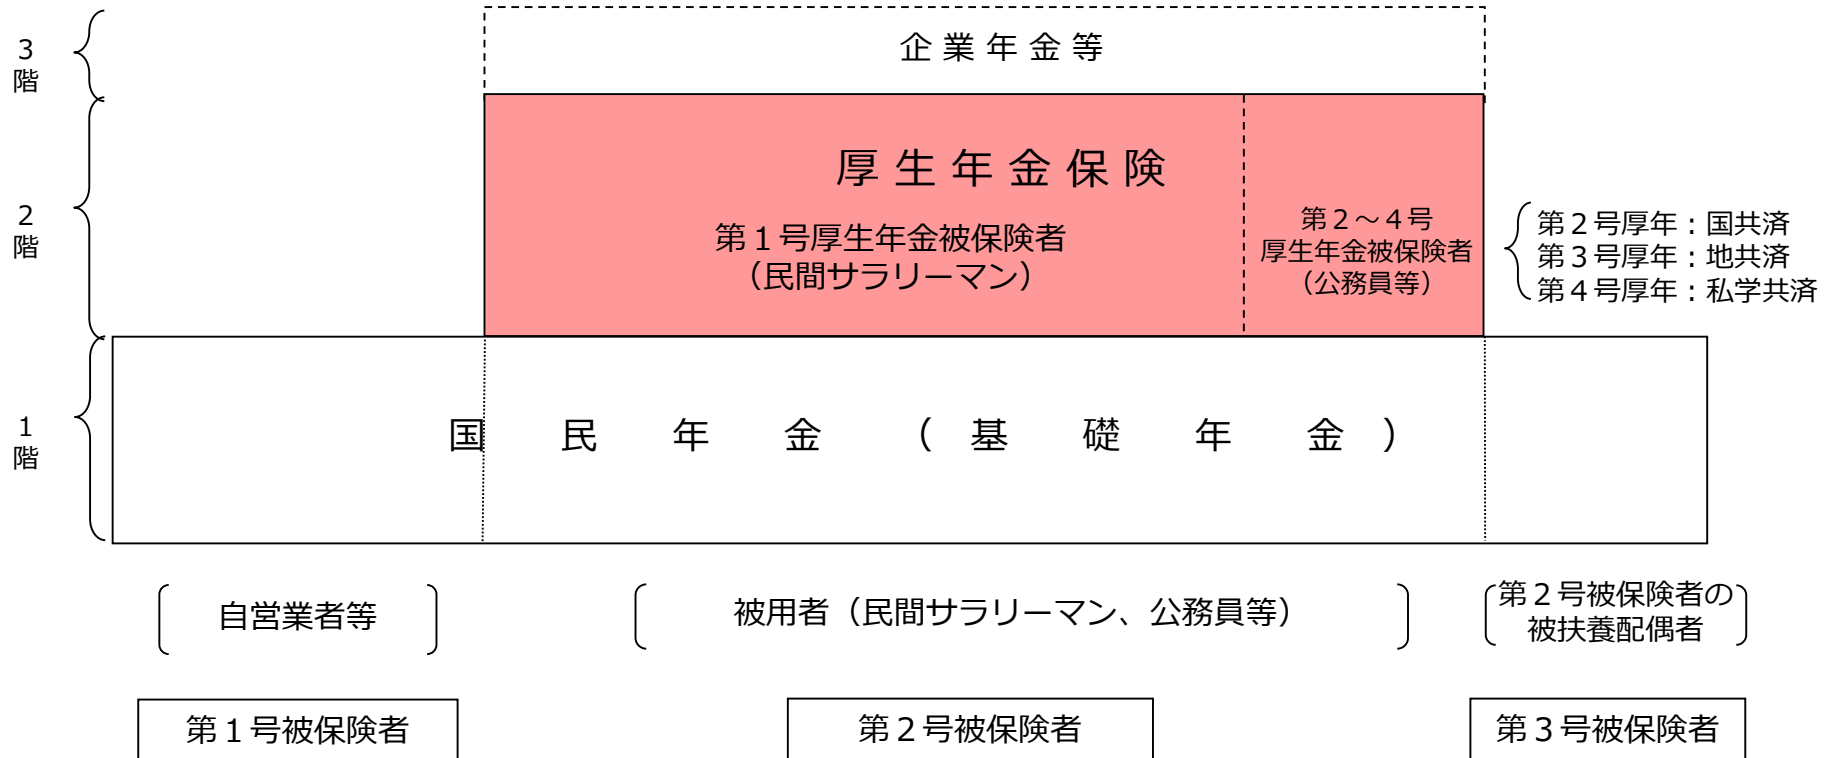 3
階
企業年金等
厚生年金保険
2
階
第１号厚生年金被保険者
（民間サラリーマン）
第２～４号
厚生年金被保険者
（公務員等）
第２号厚年：国共済
第３号厚年：地共済
第４号厚年：私学共済
1
階
国民年金（基礎年金）
自営業者等
被用者（民間サラリーマン、公務員等）
第２号被保険者の
被扶養配偶者
第１号被保険者
第２号被保険者
第３号被保険者